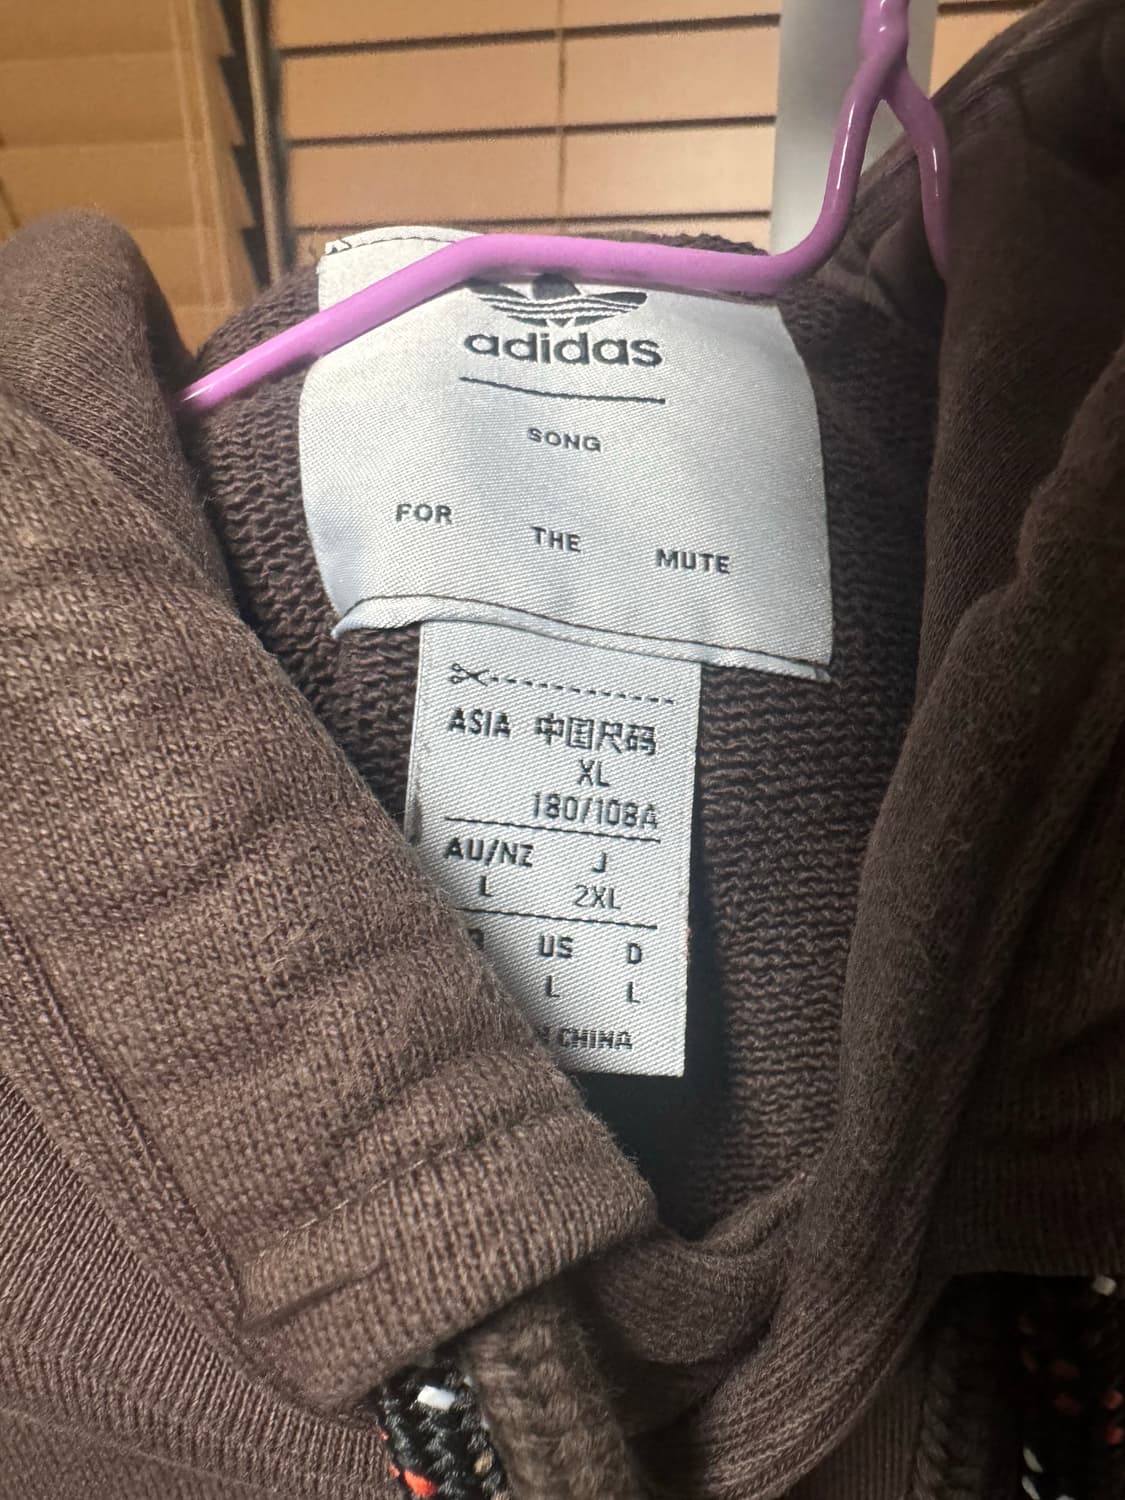 adidas
SONG
FOR THE MUTE
ASIA 中国尺码
XL
180/108A
AU/NZ J
L 2XL
US D
L L
CHINA